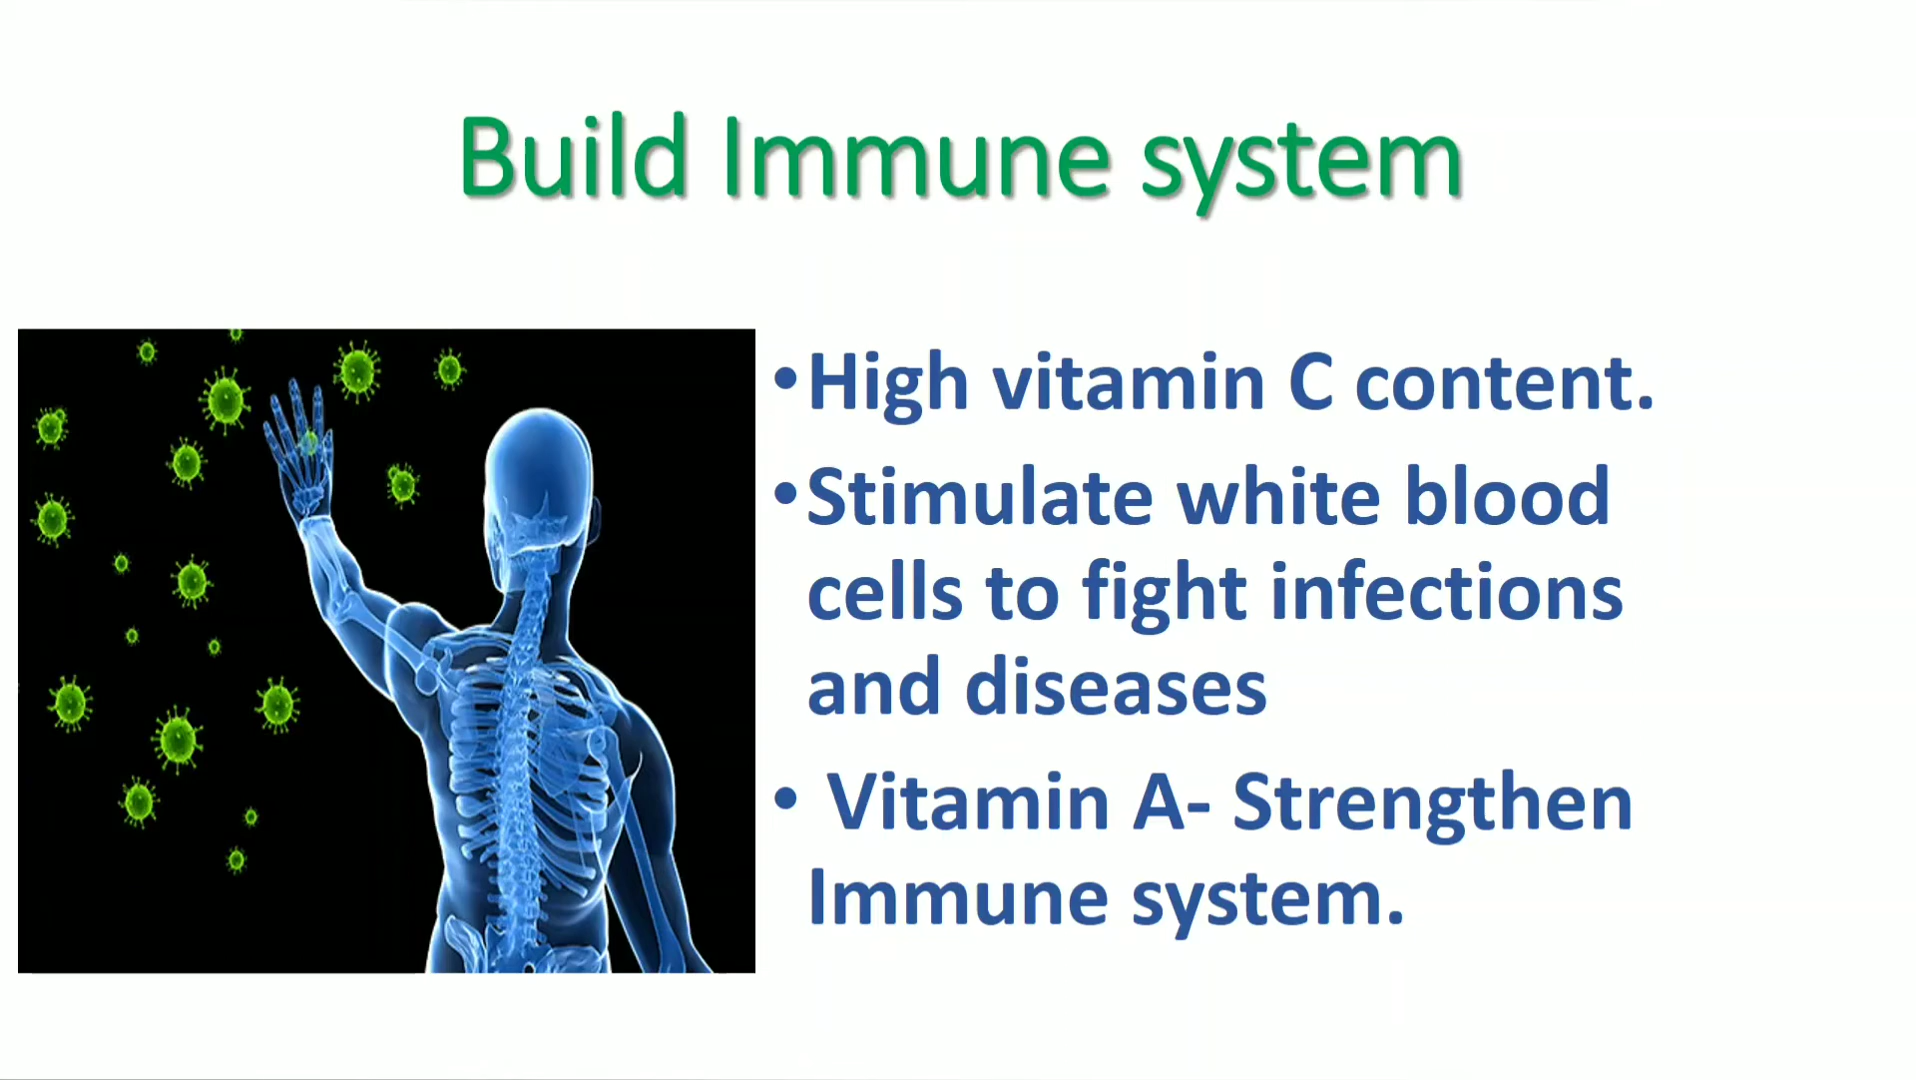 Build Immune system
•High vitamin C content.
•Stimulate white blood
cells to fight infections
and diseases
• Vitamin A- Strengthen
Immune system.